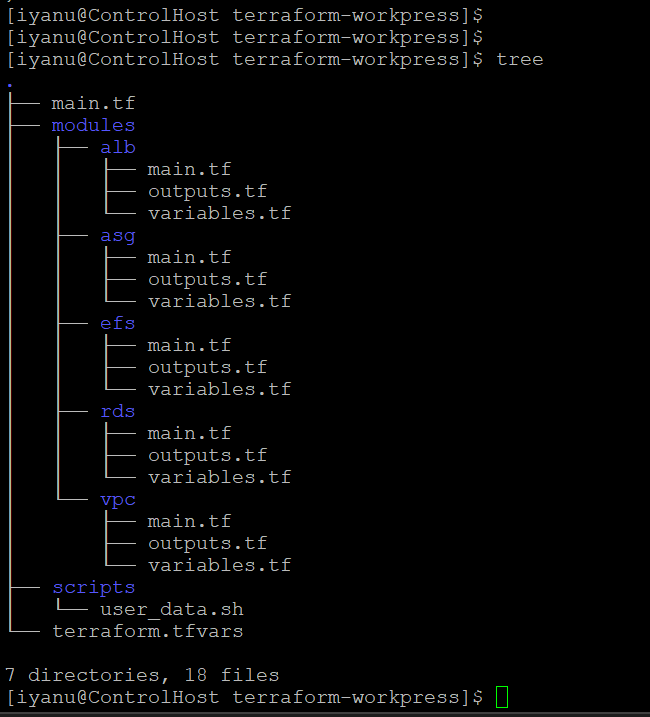 [iyanu@ControlHost terraform-workpress]$
[iyanu@ControlHost terraform-workpress]$
[iyanu@ControlHost terraform-workpress]$ tree
.
├── main.tf
├── modules
│   ├── alb
│   │   ├── main.tf
│   │   ├── outputs.tf
│   │   └── variables.tf
│   ├── asg
│   │   ├── main.tf
│   │   ├── outputs.tf
│   │   └── variables.tf
│   ├── efs
│   │   ├── main.tf
│   │   ├── outputs.tf
│   │   └── variables.tf
│   ├── rds
│   │   ├── main.tf
│   │   ├── outputs.tf
│   │   └── variables.tf
│   └── vpc
│       ├── main.tf
│       ├── outputs.tf
│       └── variables.tf
├── scripts
│   └── user_data.sh
└── terraform.tfvars

7 directories, 18 files
[iyanu@ControlHost terraform-workpress]$